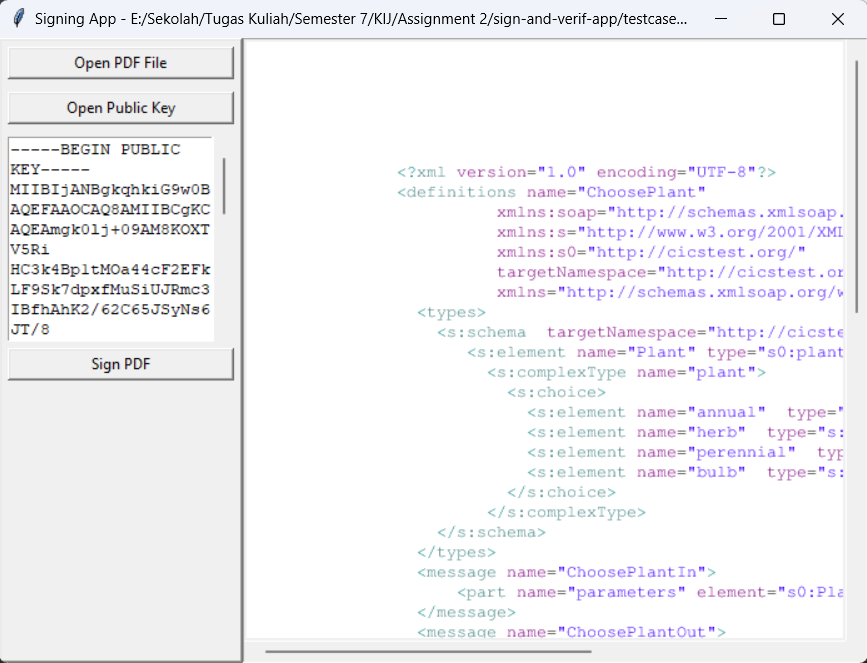 Signing App - E:/Sekolah/Tugas Kuliah/Semester 7/KIJ/Assignment 2/sign-and-verif-app/testcase...
Open PDF File
Open Public Key
-----BEGIN PUBLIC
KEY-----
MIIBIjANBgkqhkiG9w0B
AQEFAAOCAQ8AMIIBCgKC
AQEAmgk0lj+09AM8KOXT
V5Ri
HC3k4BpltMOa44cF2EFk
LF9Sk7dpxfMuSiUJRmc3
IBfhAhK2/62C65JSyNs6
JT/8
Sign PDF
<?xml version="1.0" encoding="UTF-8"?>
<definitions name="ChoosePlant"
xmlns:soap="http://schemas.xmlsoap.
xmlns:s="http://www.w3.org/2001/XML
xmlns:s0="http://cicstest.org/"
targetNamespace="http://cicstest.or
xmlns="http://schemas.xmlsoap.org/w
<types>
<s:schema  targetNamespace="http://cicste
<s:element name="Plant" type="s0:plant
<s:complexType name="plant">
<s:choice>
<s:element name="annual"  type="
<s:element name="herb"  type="s:
<s:element name="perennial"  typ
<s:element name="bulb"  type="s:
</s:choice>
</s:complexType>
</s:schema>
</types>
<message name="ChoosePlantIn">
<part name="parameters" element="s0:Pla
</message>
<message name="ChoosePlantOut">